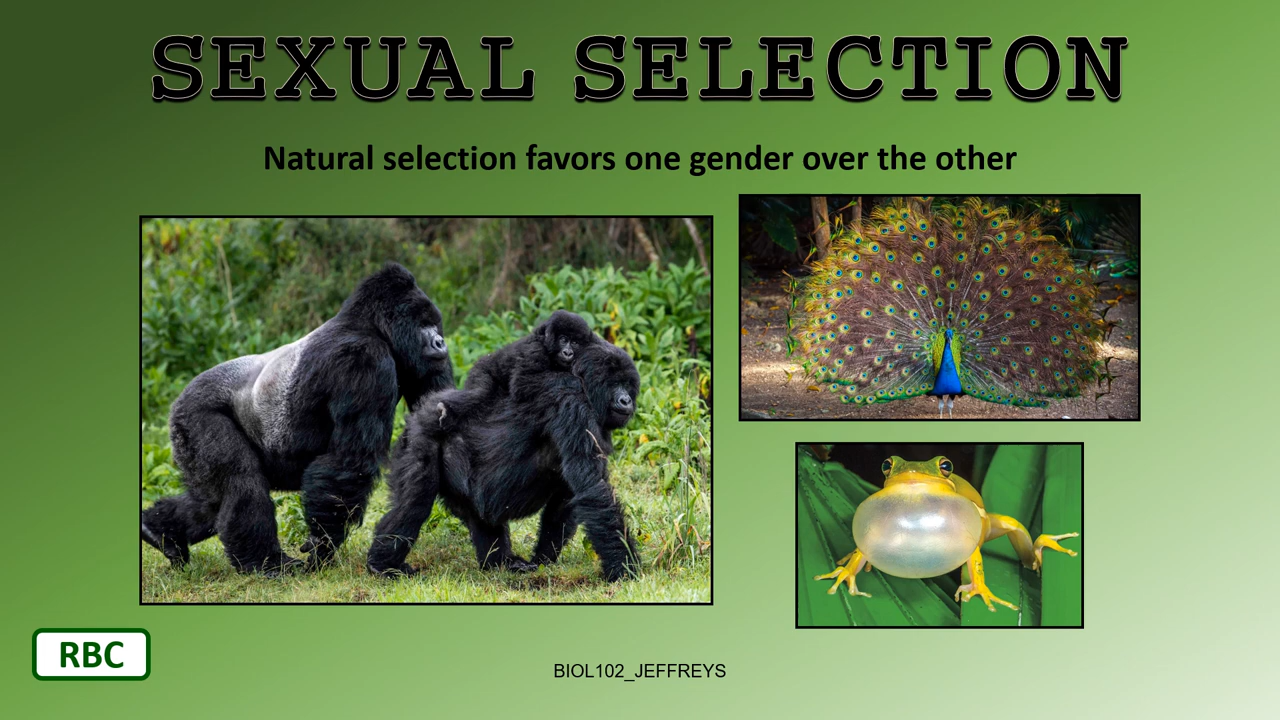 SEXUAL SELECTION
Natural selection favors one gender over the other
RBC
BIOL102_JEFFREYS